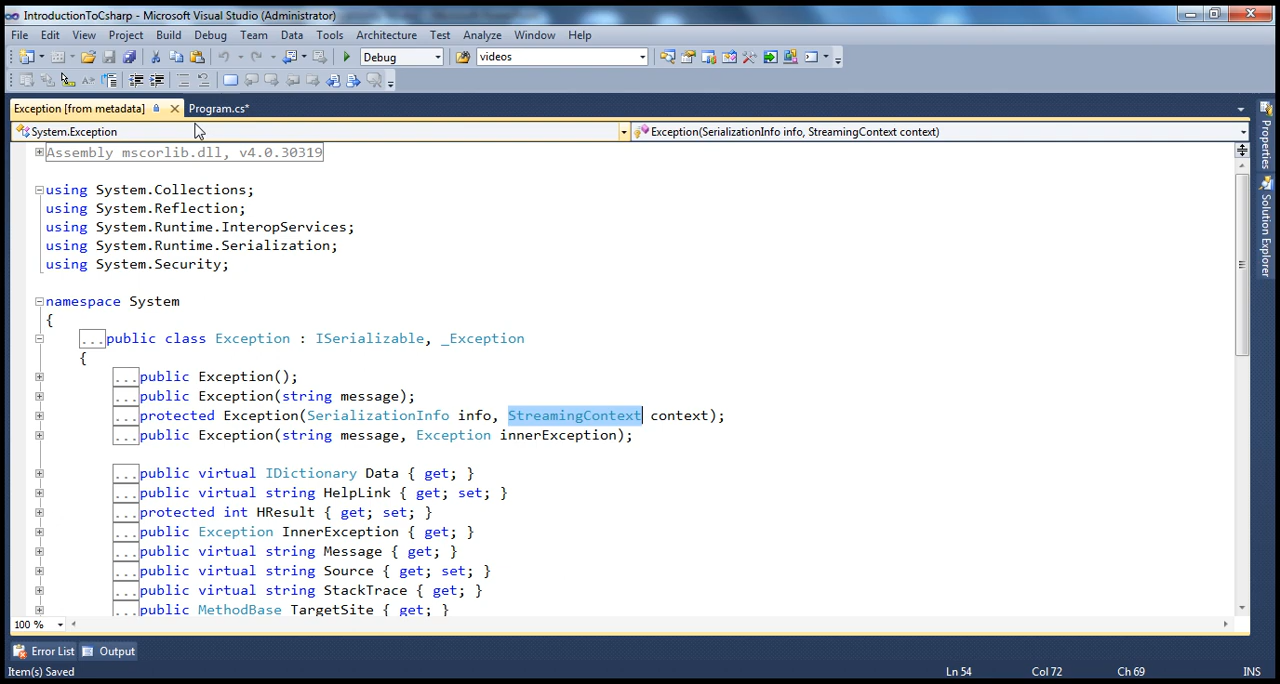 IntroductionToCsharp - Microsoft Visual Studio (Administrator)
File Edit View Project Build Debug Team Data Tools Architecture Test Analyze Window Help
Debug videos
Exception [from metadata] Program.cs*
System.Exception Exception(SerializationInfo info, StreamingContext context)
Assembly mscorlib.dll, v4.0.30319
using System.Collections;
using System.Reflection;
using System.Runtime.InteropServices;
using System.Runtime.Serialization;
using System.Security;
namespace System
{
...public class Exception : ISerializable, _Exception
{
...public Exception();
...public Exception(string message);
...protected Exception(SerializationInfo info, StreamingContext context);
...public Exception(string message, Exception innerException);
...public virtual IDictionary Data { get; }
...public virtual string HelpLink { get; set; }
...protected int HResult { get; set; }
...public Exception InnerException { get; }
...public virtual string Message { get; }
...public virtual string Source { get; set; }
...public virtual string StackTrace { get; }
...public MethodBase TargetSite { get; }
100 %
Error List Output
Item(s) Saved Ln 54 Col 72 Ch 69 INS
Properties
Solution Explorer